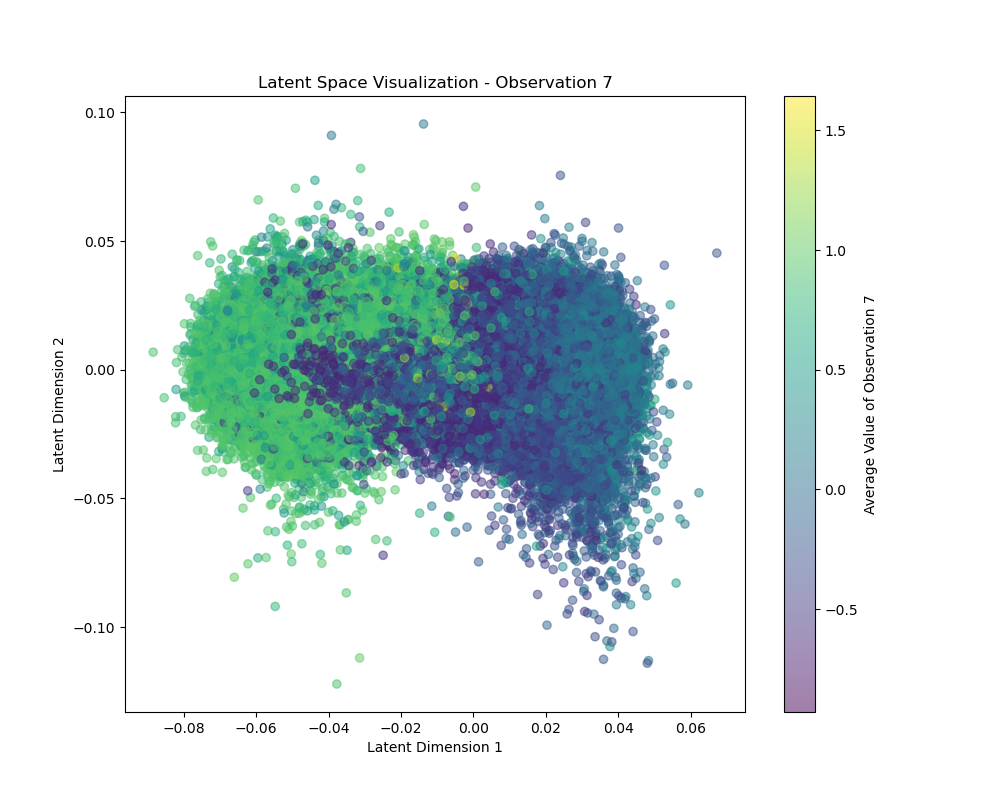 Latent Space Visualization - Observation 7
0.10
0.05
0.00
−0.05
−0.10
Latent Dimension 2
−0.08 −0.06 −0.04 −0.02 0.00 0.02 0.04 0.06
Latent Dimension 1
1.5
1.0
0.5
0.0
−0.5
Average Value of Observation 7